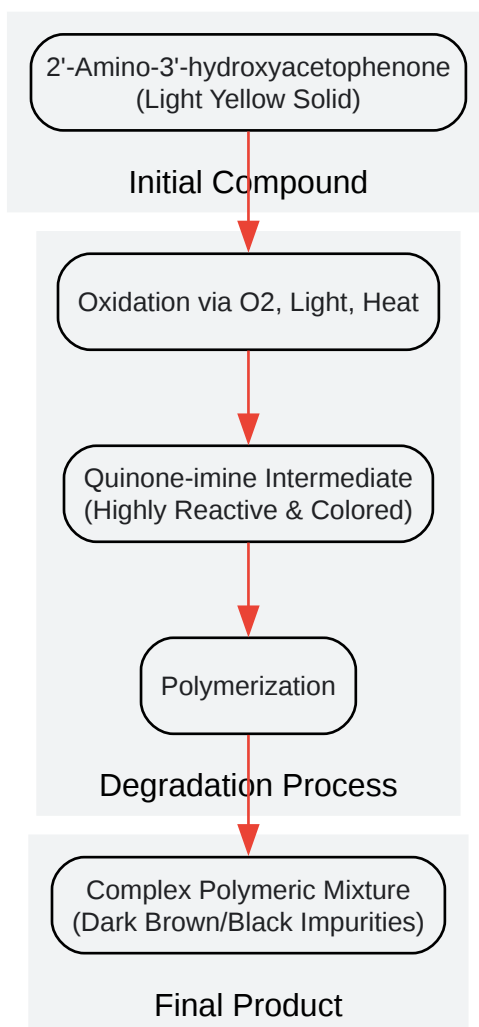 2'-Amino-3'-hydroxyacetophenone
(Light Yellow Solid)
Initial Compound
Oxidation via O2, Light, Heat
Quinone-imine Intermediate
(Highly Reactive & Colored)
Polymerization
Degradation Process
Complex Polymeric Mixture
(Dark Brown/Black Impurities)
Final Product